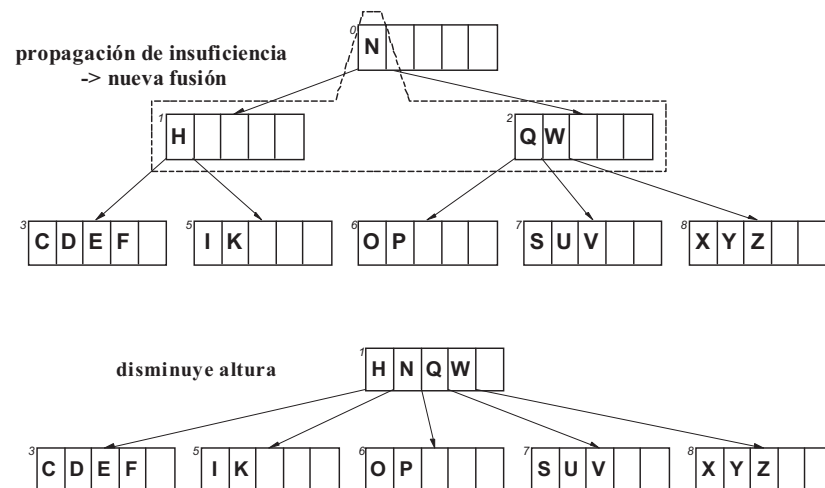 propagación de insuficiencia
-> nueva fusión
0 N
1 H
2 Q W
3 C D E F
5 I K
6 O P
7 S U V
8 X Y Z
disminuye altura
1 H N Q W
3 C D E F
5 I K
6 O P
7 S U V
8 X Y Z